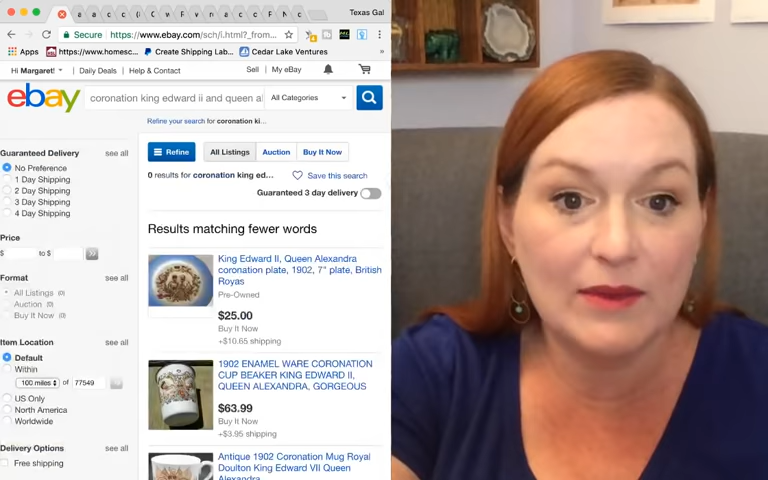 a c c i C v F v n a c c F N c
Texas Gal
Secure https://www.ebay.com/sch/i.html?_from...
Apps https://www.homesc... Create Shipping Lab... Cedar Lake Ventures »
Hi Margaret! Daily Deals Help & Contact Sell My eBay
ebay
coronation king edward ii and queen al All Categories
Refine your search for coronation ki...
Guaranteed Delivery see all
No Preference
1 Day Shipping
2 Day Shipping
3 Day Shipping
4 Day Shipping
Price
$ to $ »
Format see all
All Listings (0)
Auction (0)
Buy It Now (0)
Item Location see all
Default
Within
100 miles of 77549
US Only
North America
Worldwide
Delivery Options see all
Free shipping
Refine All Listings Auction Buy It Now
0 results for coronation king ed... Save this search
Guaranteed 3 day delivery
Results matching fewer words
King Edward II, Queen Alexandra
coronation plate, 1902, 7" plate, British
Royas
Pre-Owned
$25.00
Buy It Now
+$10.65 shipping
1902 ENAMEL WARE CORONATION
CUP BEAKER KING EDWARD II,
QUEEN ALEXANDRA, GORGEOUS
$63.99
Buy It Now
+$3.95 shipping
Antique 1902 Coronation Mug Royal
Doulton King Edward VII Queen
Alexandra